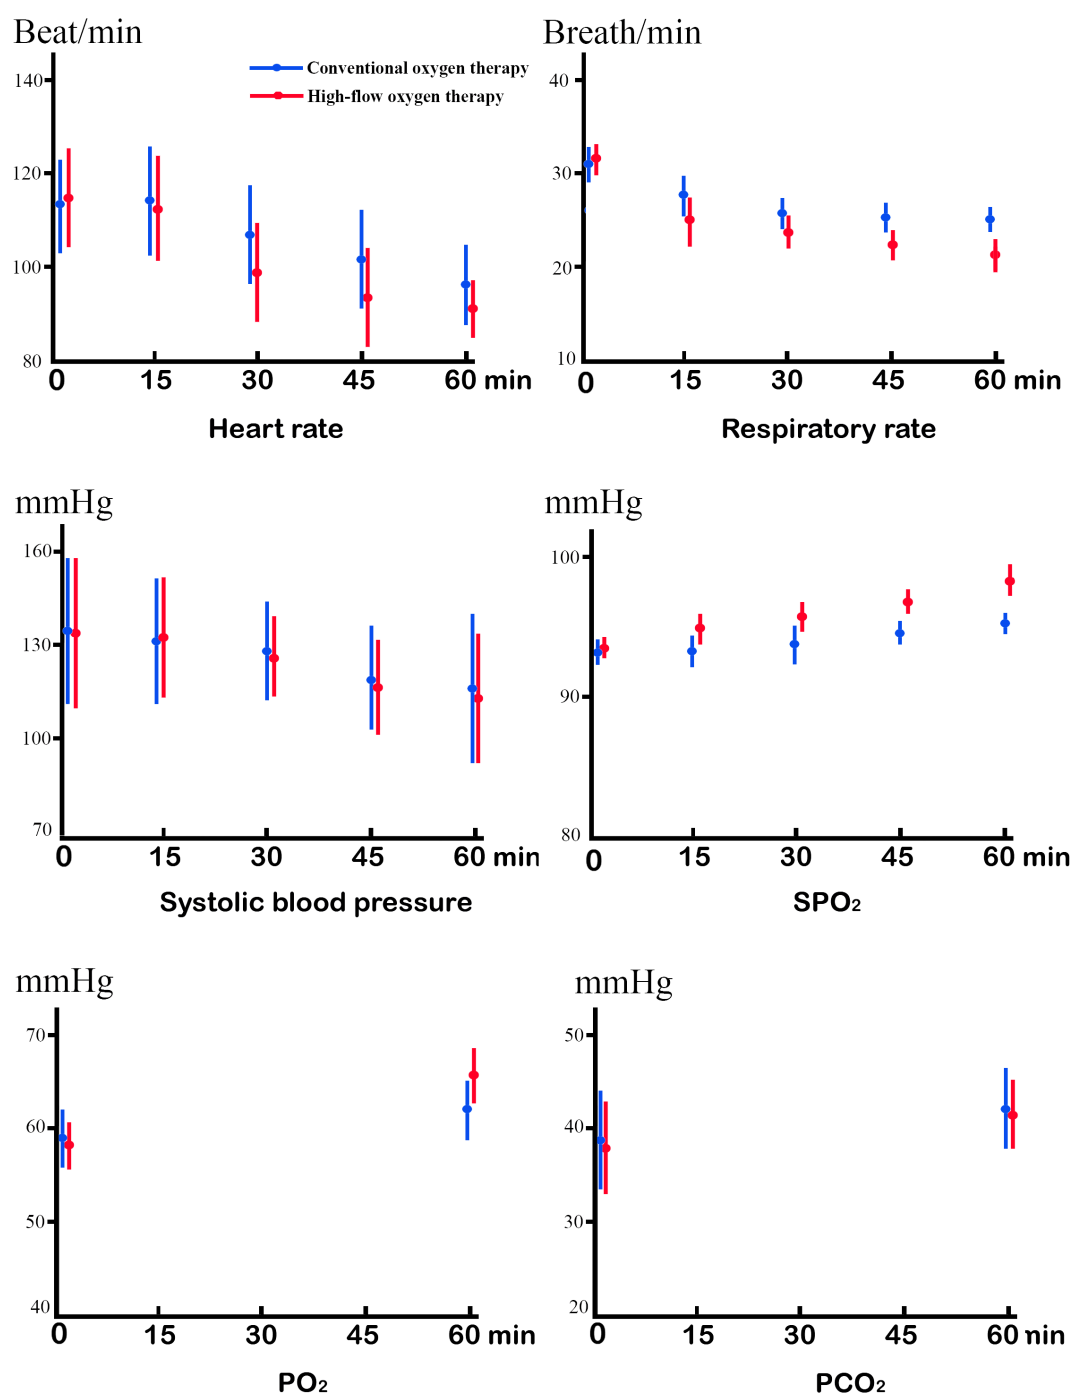 Beat/min
Conventional oxygen therapy
High-flow oxygen therapy
140
120
100
80
0 15 30 45 60 min
Heart rate
Breath/min
40
30
20
10
0 15 30 45 60 min
Respiratory rate
mmHg
160
130
100
70
0 15 30 45 60 min
Systolic blood pressure
mmHg
100
90
80
0 15 30 45 60 min
SPO₂
mmHg
70
60
50
40
0 15 30 45 60 min
PO₂
mmHg
50
40
30
20
0 15 30 45 60 min
PCO₂